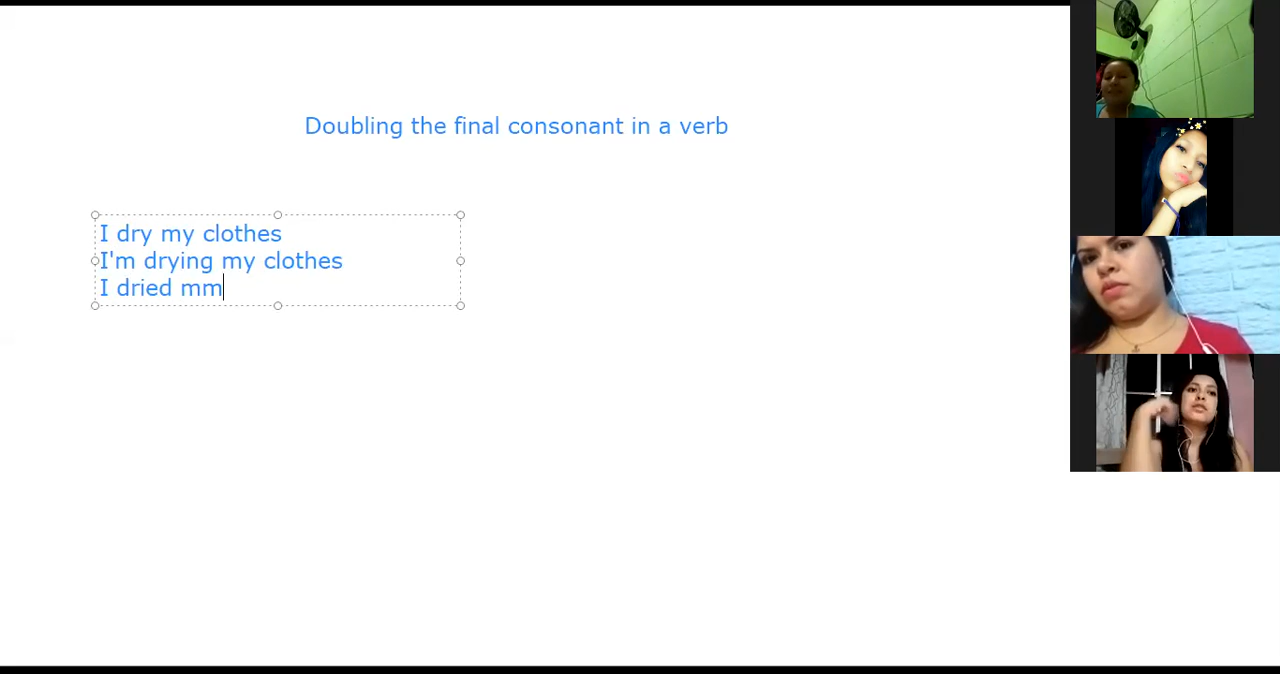 Doubling the final consonant in a verb
I dry my clothes
I'm drying my clothes
I dried mm